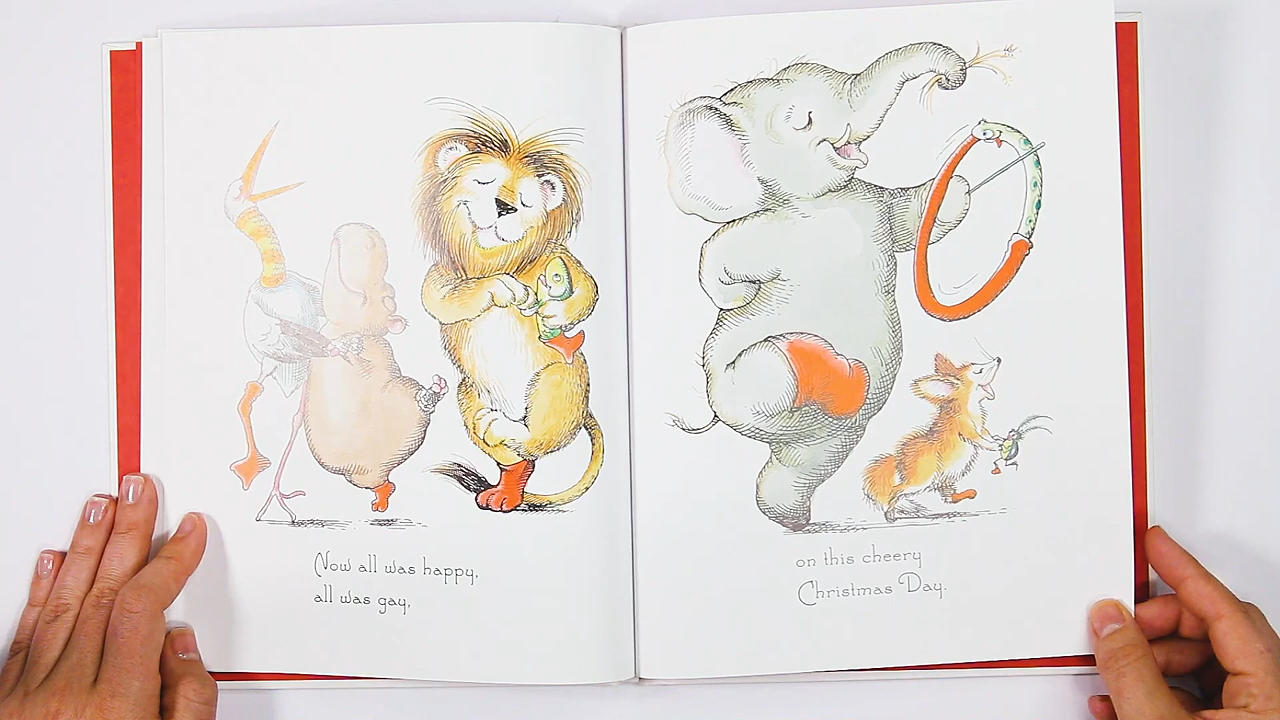 Now all was happy,
all was gay,
on this cheery
Christmas Day.